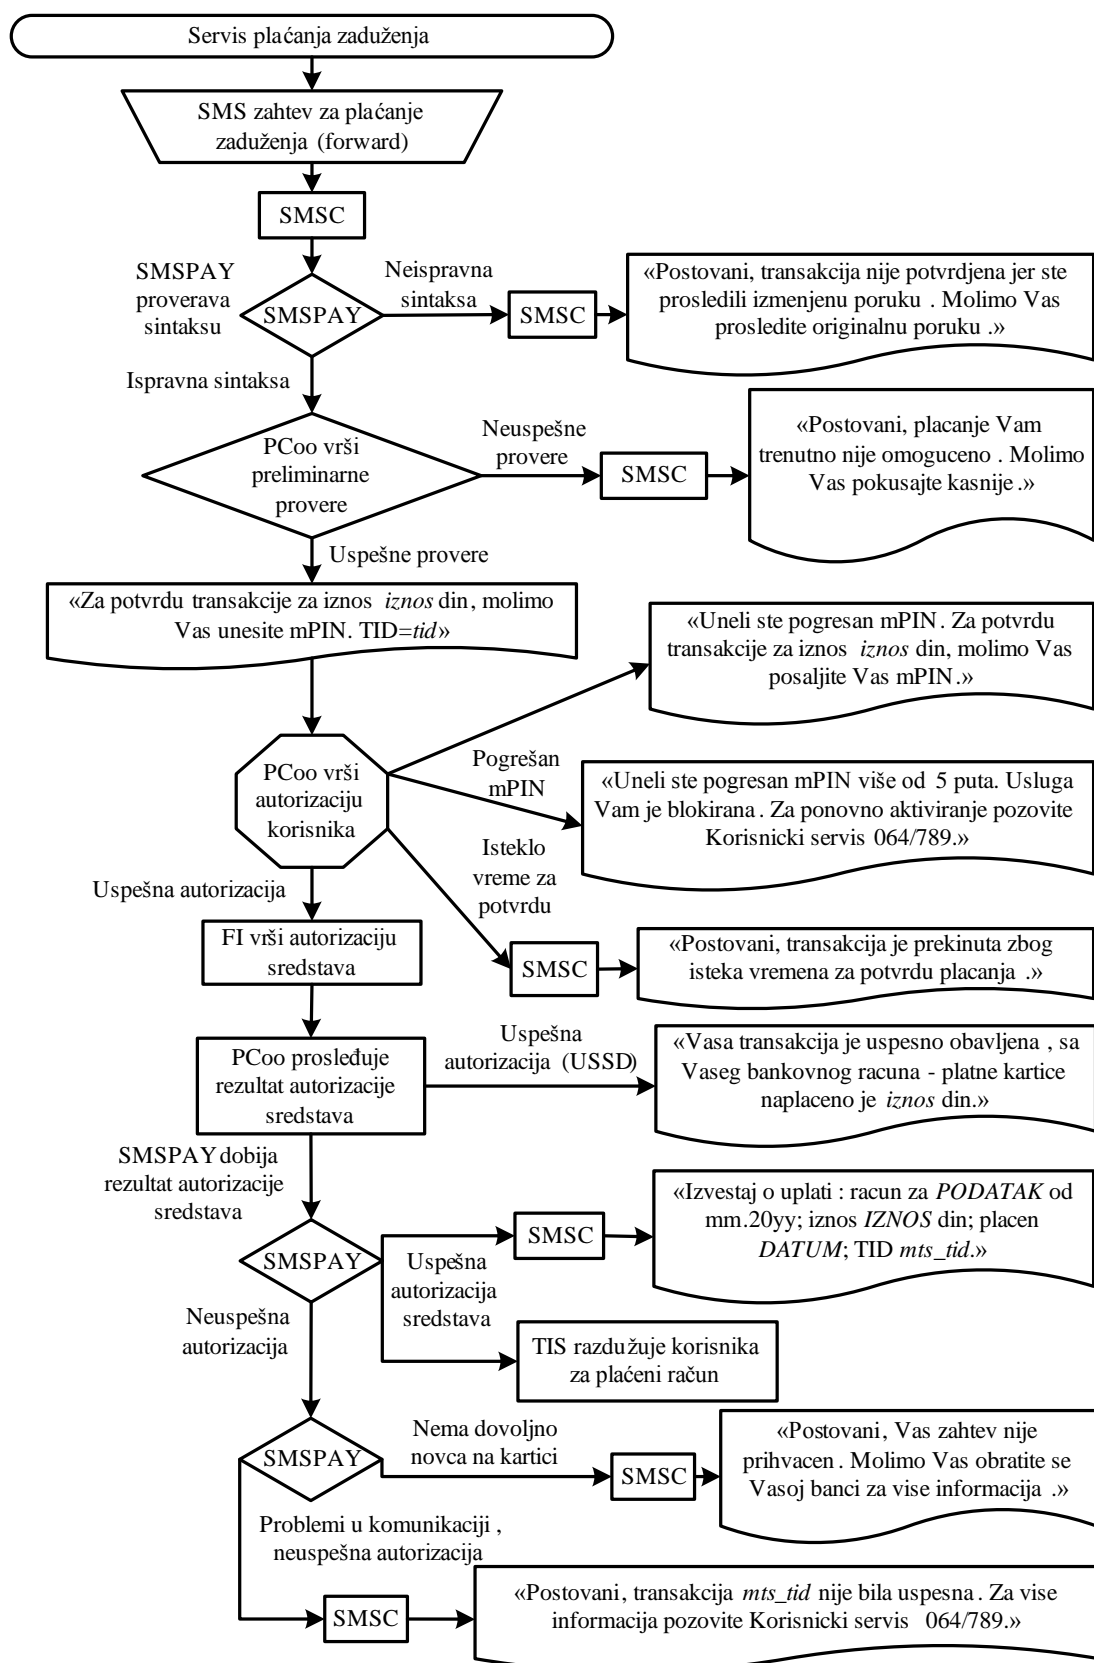 Servis plaćanja zaduženja
SMS zahtev za plaćanje
zaduženja (forward)
SMSC
SMSPAY
proverava
sintaksu
SMSPAY
Neispravna
sintaksa
SMSC
«Postovani, transakcija nije potvrdjena jer ste
prosledili izmenjenu poruku . Molimo Vas
prosledite originalnu poruku .»
Ispravna sintaksa
PCoo vrši
preliminarne
provere
Neuspešne
provere
SMSC
«Postovani, placanje Vam
trenutno nije omoguceno . Molimo
Vas pokusajte kasnije.»
Uspešne provere
«Za potvrdu transakcije za iznos iznos din, molimo
Vas unesite mPIN. TID=tid»
«Uneli ste pogresan mPIN. Za potvrdu
transakcije za iznos iznos din, molimo Vas
posaljite Vas mPIN.»
PCoo vrši
autorizaciju
korisnika
Pogrešan
mPIN
«Uneli ste pogresan mPIN više od 5 puta. Usluga
Vam je blokirana. Za ponovno aktiviranje pozovite
Korisnicki servis 064/789.»
Isteklo
vreme za
potvrdu
Uspešna autorizacija
SMSC
«Postovani, transakcija je prekinuta zbog
isteka vremena za potvrdu placanja .»
FI vrši autorizaciju
sredstava
PCoo prosleđuje
rezultat autorizacije
sredstava
Uspešna
autorizacija (USSD)
«Vasa transakcija je uspesno obavljena , sa
Vaseg bankovnog racuna - platne kartice
naplaceno je iznos din.»
SMSPAY dobija
rezultat autorizacije
sredstava
SMSPAY
SMSC
«Izvestaj o uplati : racun za PODATAK od
mm.20yy; iznos IZNOS din; placen
DATUM; TID mts_tid.»
Uspešna
autorizacija
sredstava
Neuspešna
autorizacija
TIS razdužuje korisnika
za plaćeni račun
SMSPAY
Nema dovoljno
novca na kartici
SMSC
«Postovani, Vas zahtev nije
prihvacen. Molimo Vas obratite se
Vasoj banci za vise informacija .»
Problemi u komunikaciji ,
neuspešna autorizacija
SMSC
«Postovani, transakcija mts_tid nije bila uspesna. Za vise
informacija pozovite Korisnicki servis 064/789.»